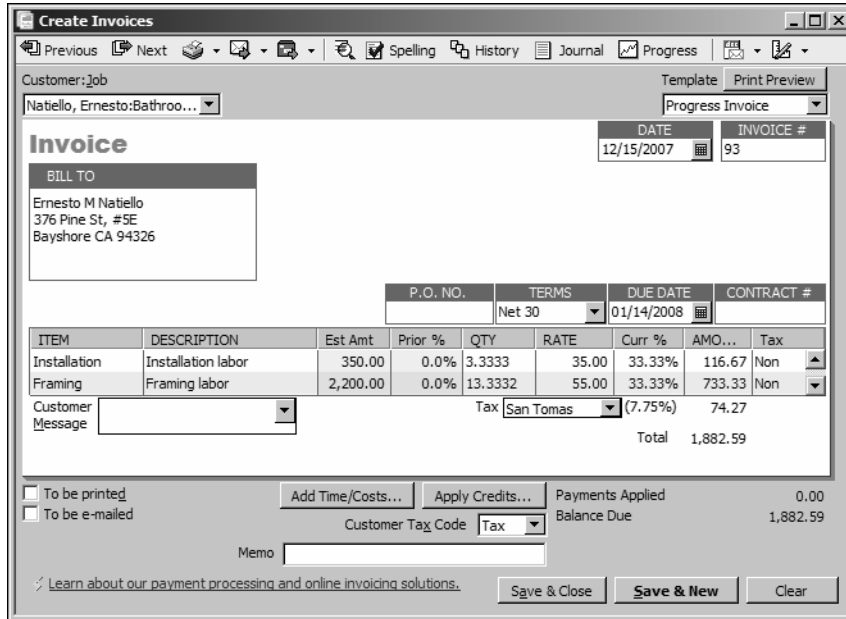 Create Invoices
Previous Next Spelling History Journal Progress
Customer:Job Template Print Preview
Natiello, Ernesto:Bathroo... Progress Invoice
Invoice
DATE INVOICE #
12/15/2007 93
BILL TO
Ernesto M Natiello
376 Pine St, #5E
Bayshore CA 94326
P.O. NO. TERMS DUE DATE CONTRACT #
Net 30 01/14/2008
ITEM DESCRIPTION Est Amt Prior % QTY RATE Curr % AMO... Tax
Installation Installation labor 350.00 0.0% 3.3333 35.00 33.33% 116.67 Non
Framing Framing labor 2,200.00 0.0% 13.3332 55.00 33.33% 733.33 Non
Customer Message Tax San Tomas (7.75%) 74.27
Total 1,882.59
To be printed Add Time/Costs... Apply Credits... Payments Applied 0.00
To be e-mailed Customer Tax Code Tax Balance Due 1,882.59
Memo
Learn about our payment processing and online invoicing solutions. Save & Close Save & New Clear